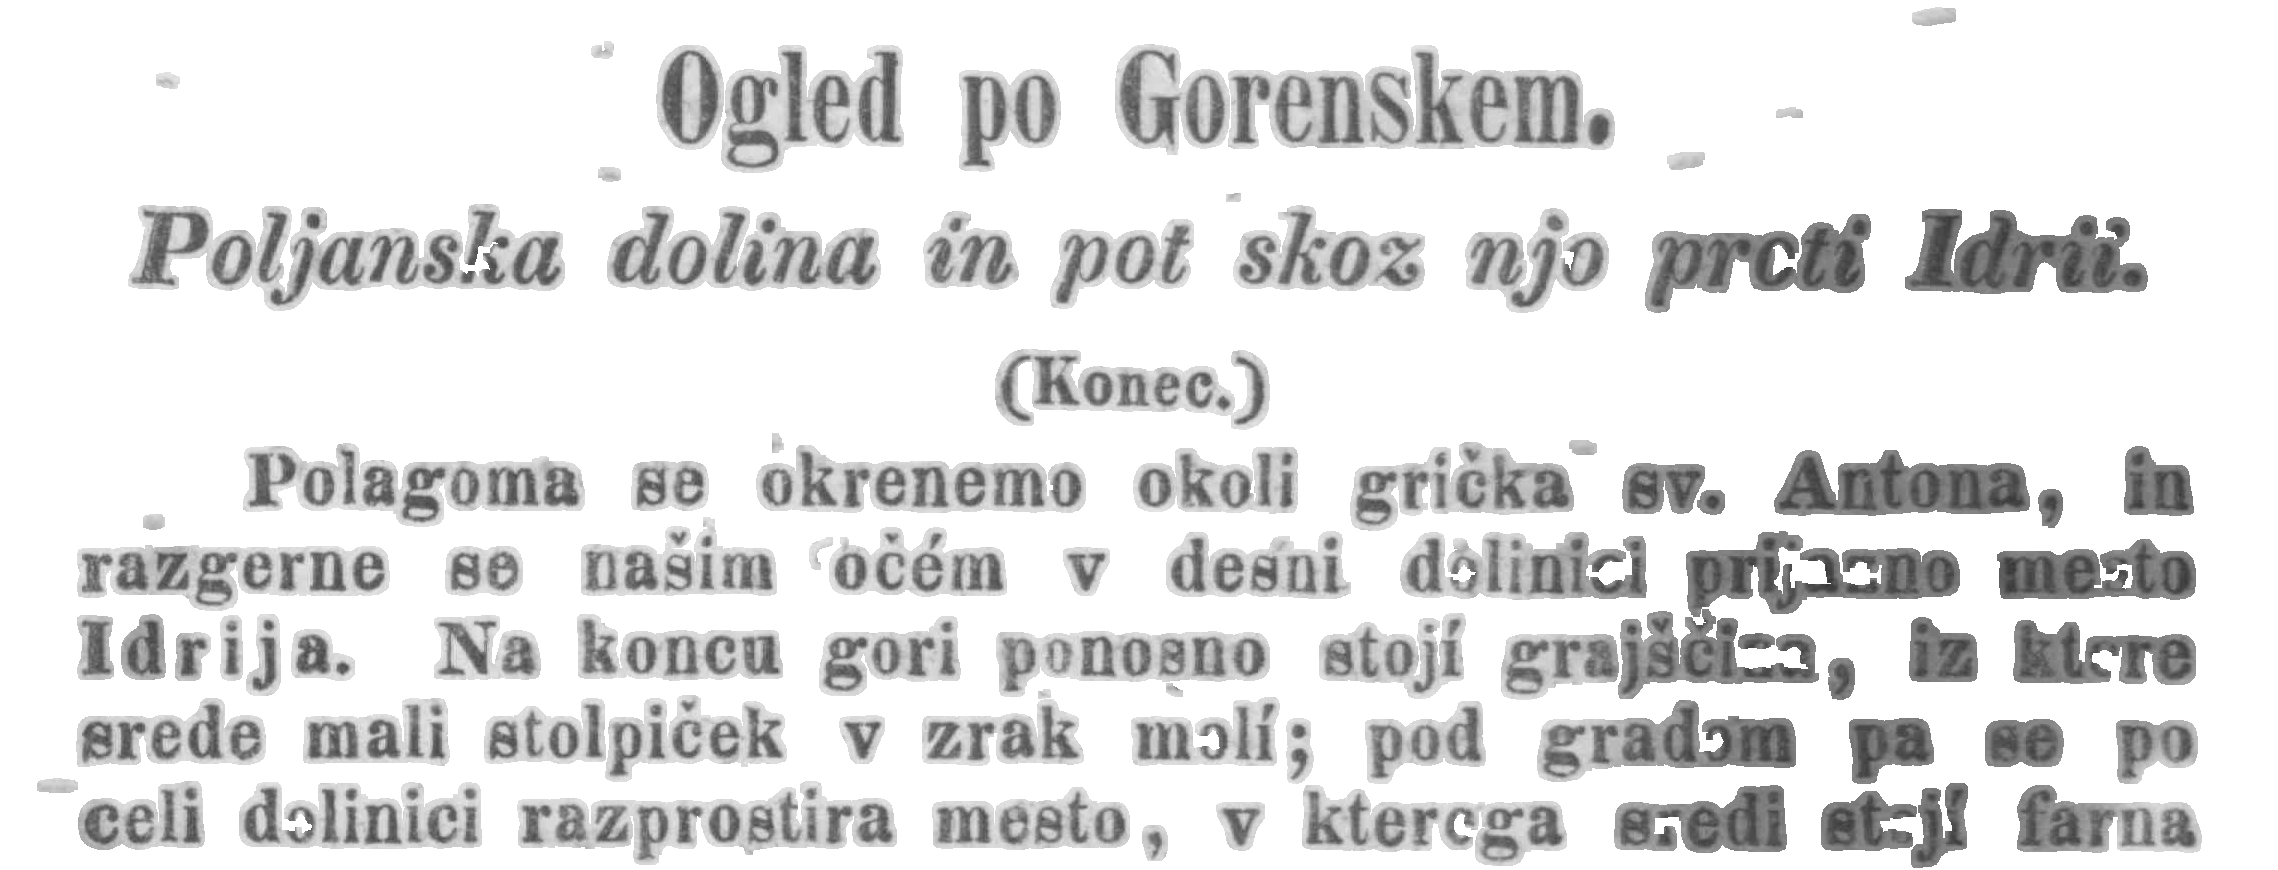 Ogled po Gorenskem.
Poljanska dolina in pot skoz njo proti Idrii.
(Konec.)
Polagoma se okrenemo okoli grička sv. Antona, in
razgerne se našim očém v desni dolinici prijazno mesto
Idrija. Na koncu gori ponosno stojí grajščina, iz ktere
srede mali stolpiček v zrak molí; pod gradom pa se po
celi dolinici razprostira mesto, v kterega sredi stojí farna